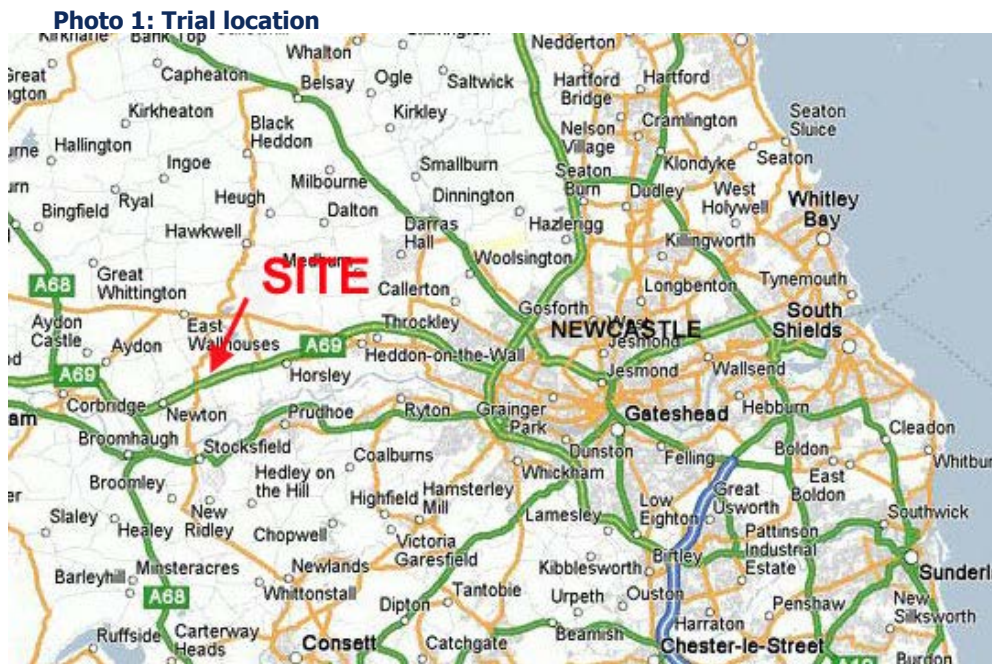 Photo 1: Trial location
Whalton
Nedderton
Great
Capheaton
Belsay
Ogle
Saltwick
Hartford
Bridge
Hartford
Kirkheaton
Kirkley
Nelson
Village
Cramlington
Seaton
Sluice
Hallington
Black
Heddon
Ingoe
Smallburn
Seaton
Burn
Klondyke
Seaton
Milbourne
Dinnington
Dudley
West
Holywell
Whitley
Bay
Bingfield
Ryal
Heugh
Dalton
Darras
Hall
Hazlerigg
Hawkwell
Killingworth
Great
Whittington
SITE
Woolsington
Longbenton
Tynemouth
A68
Callerton
Gosforth
South
Shields
Aydon
Castle
East
Wallhouses
Throckley
NEWCASTLE
Aydon
A69
Heddon-on-the-Wall
Jesmond
Wallsend
A69
Horsley
Jesmond
Corbridge
Newton
Prudhoe
Ryton
Grainger
Park
Gateshead
Hebburn
Broomhaugh
Stocksfield
Dunston
Felling
Boldon
Cleadon
Broomley
Hedley on
the Hill
Coalburns
Whickham
East
Boldon
Whitbur
Slaley
Healey
New
Ridley
Highfield
Hamsterley
Mill
Low
Eighton
Great
Usworth
Southwick
Chopwell
Victoria
Garesfield
Lamesley
Pattinson
Industrial
Estate
Barleyhill
Minsteracres
Newlands
Kibblesworth
Birtley
Sunderl
A68
Whittonstall
Tantobie
Urpeth
Ouston
Penshaw
New
Silksworth
Ruffside
Carterway
Heads
Dipton
Beamish
Harraton
Consett
Catchgate
Chester-le-Street
Burdon